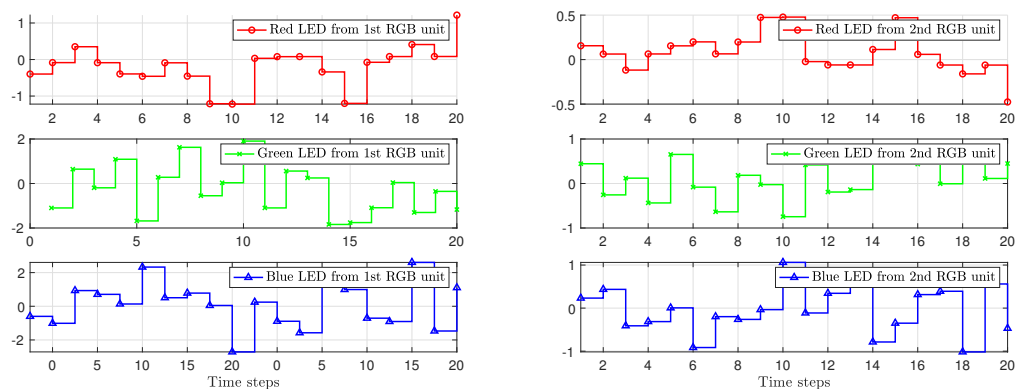 1
0
-1
Red LED from 1st RGB unit
2 4 6 8 10 12 14 16 18 20
0.5
0
-0.5
Red LED from 2nd RGB unit
2 4 6 8 10 12 14 16 18 20
2
0
-2
Green LED from 1st RGB unit
0 5 10 15 20
1
0
-1
Green LED from 2nd RGB unit
2 4 6 8 10 12 14 16 18 20
2
0
-2
Blue LED from 1st RGB unit
0 5 10 15 20 0 5 10 15 20
Time steps
1
0
-1
Blue LED from 2nd RGB unit
2 4 6 8 10 12 14 16 18 20
Time steps